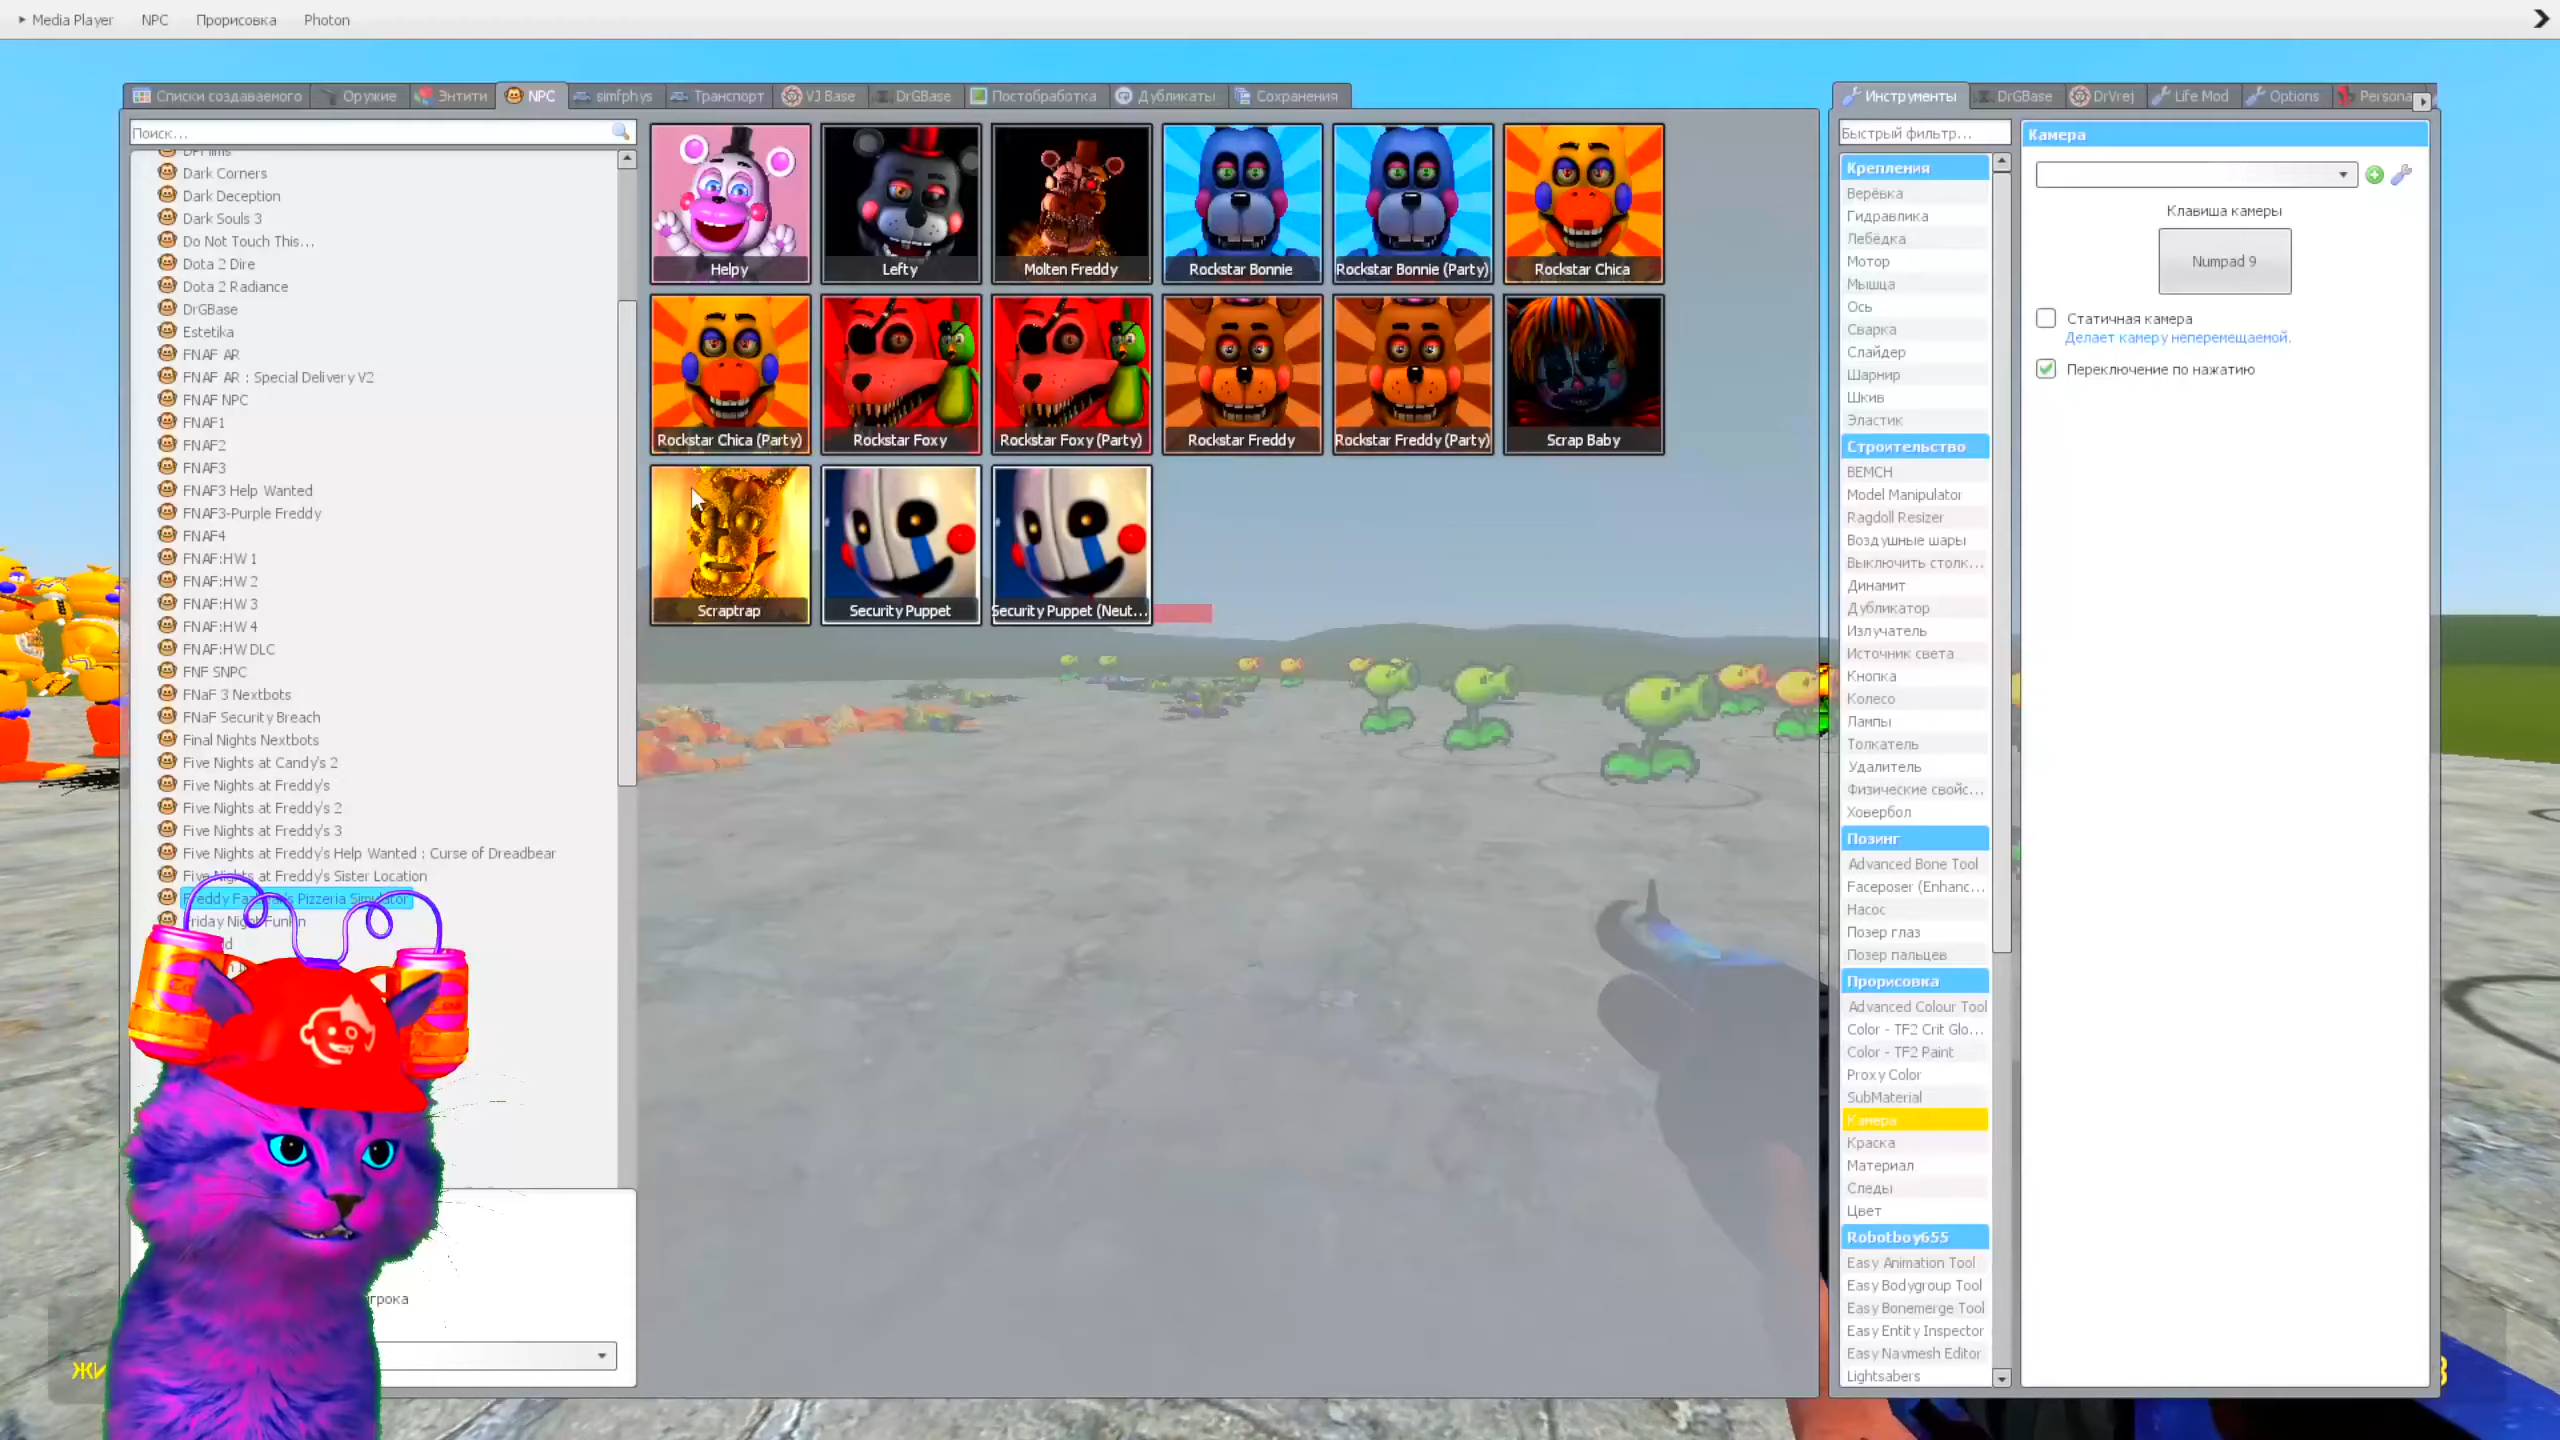 Media Player NPC Прорисовка Photon
Списки создаваемого Оружие Энтити NPC simfphys Транспорт VJ Base DrGBase Постобработка Дубликаты Сохранения
Поиск...
Dark Corners
Dark Deception
Dark Souls 3
Do Not Touch This...
Dota 2 Dire
Dota 2 Radiance
DrGBase
Estetika
FNAF AR
FNAF AR : Special Delivery V2
FNAF NPC
FNAF1
FNAF2
FNAF3
FNAF3 Help Wanted
FNAF3-Purple Freddy
FNAF4
FNAF:HW 1
FNAF:HW 2
FNAF:HW 3
FNAF:HW 4
FNAF:HW DLC
FNF SNPC
FNaF 3 Nextbots
FNaF Security Breach
Final Nights Nextbots
Five Nights at Candy's 2
Five Nights at Freddy's
Five Nights at Freddy's 2
Five Nights at Freddy's 3
Five Nights at Freddy's Help Wanted : Curse of Dreadbear
Five Nights at Freddy's Sister Location
Pizzeria
грока
Helpy
Lefty
Molten Freddy
Rockstar Bonnie
Rockstar Bonnie (Party)
Rockstar Chica
Rockstar Chica (Party)
Rockstar Foxy
Rockstar Foxy (Party)
Rockstar Freddy
Rockstar Freddy (Party)
Scrap Baby
Scraptrap
Security Puppet
Security Puppet (Neut...
Инструменты DrGBase DrVrej Life Mod Options Persona
Быстрый фильтр...
Крепления
Верёвка
Гидравлика
Лебёдка
Мотор
Мышца
Ось
Сварка
Слайдер
Шарнир
Шкив
Эластик
Строительство
BEMCH
Model Manipulator
Ragdoll Resizer
Воздушные шары
Выключить столк...
Динамит
Дубликатор
Излучатель
Источник света
Кнопка
Колесо
Лампы
Толкатель
Удалитель
Физические свойс...
Ховербол
Позинг
Advanced Bone Tool
Faceposer (Enhanc...
Насос
Позер глаз
Позер пальцев
Прорисовка
Advanced Colour Tool
Color - TF2 Crit Glo...
Color - TF2 Paint
Proxy Color
SubMaterial
Камера
Краска
Материал
Следы
Цвет
Robotboy655
Easy Animation Tool
Easy Bodygroup Tool
Easy Bonemerge Tool
Easy Entity Inspector
Easy Navmesh Editor
Lightsabers
Камера
Клавиша камеры
Numpad 9
Статичная камера
Делает камеру неперемещаемой.
Переключение по нажатию